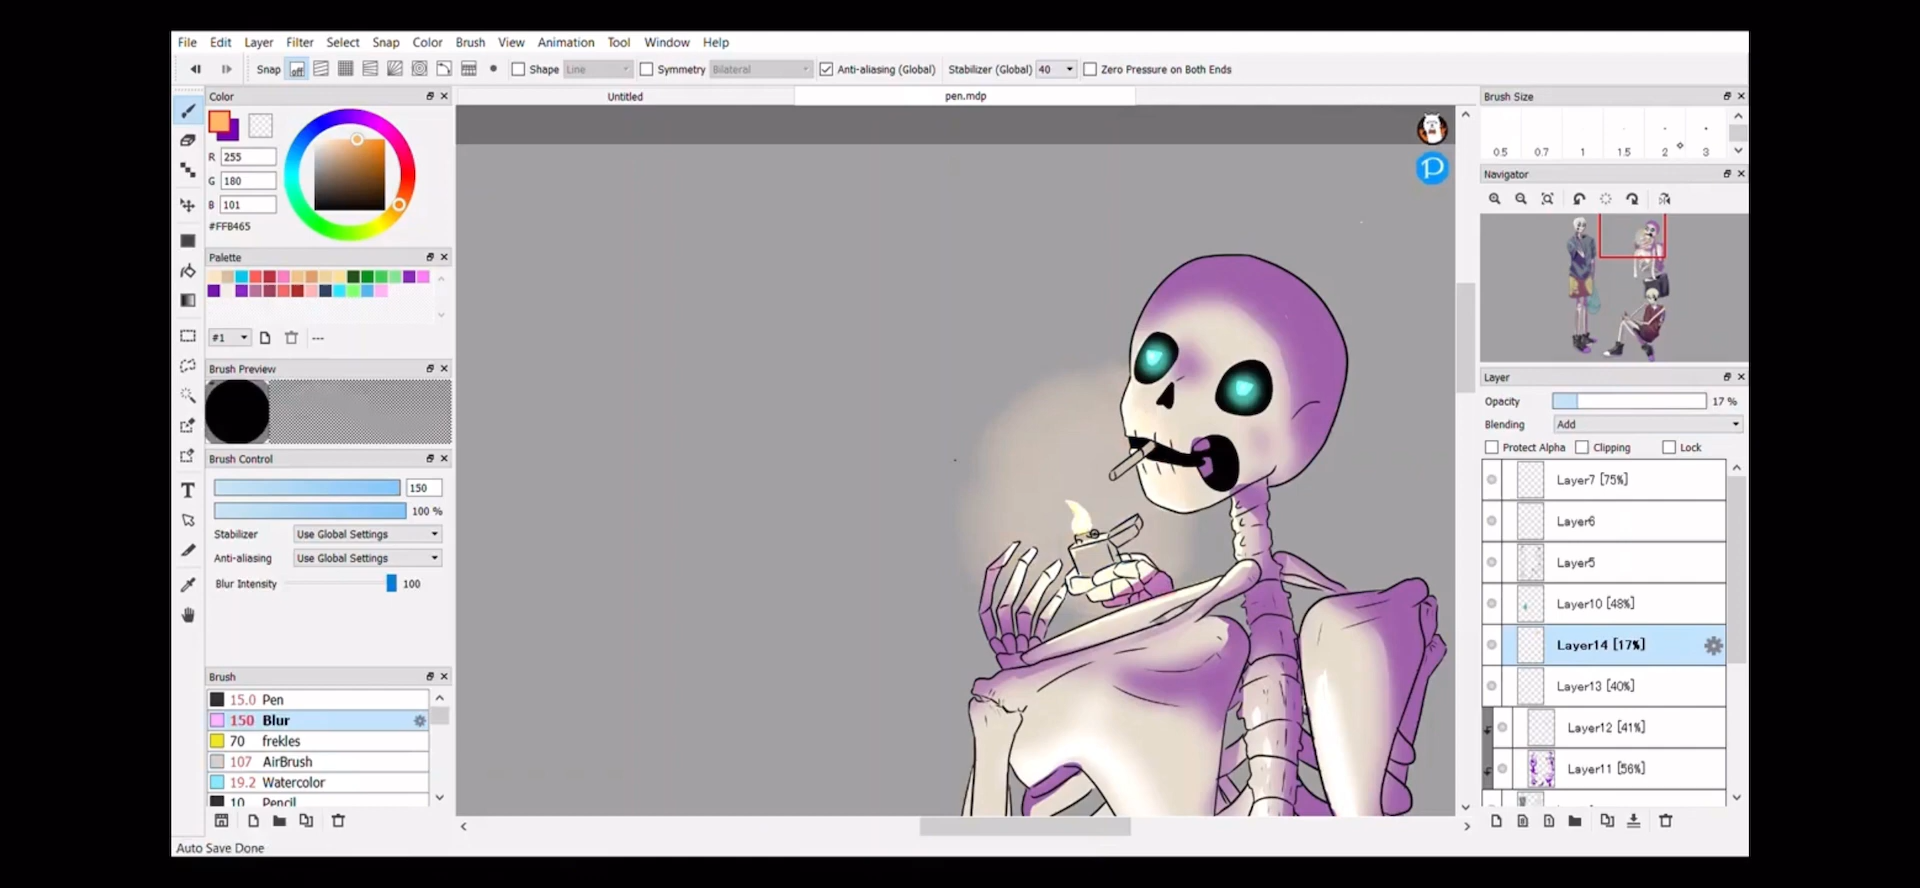 File Edit Layer Filter Select Snap Color Brush View Animation Tool Window Help
Snap off Shape Line Symmetry Bilateral Anti-aliasing (Global) Stabilizer (Global) 40 Zero Pressure on Both Ends
Color
Untitled
pen.mdp
R 255
G 180
B 101
#FFB465
Palette
#1
---
Brush Preview
Brush Control
150
100 %
Stabilizer Use Global Settings
Anti-aliasing Use Global Settings
Blur Intensity 100
Brush
15.0 Pen
150 Blur
70 frekles
107 AirBrush
19.2 Watercolor
10 Pencil
Auto Save Done
Brush Size
0.5 0.7 1 1.5 2 3
Navigator
Layer
Opacity 17 %
Blending Add
Protect Alpha Clipping Lock
Layer7 [75%]
Layer6
Layer5
Layer10 [48%]
Layer14 [17%]
Layer13 [40%]
Layer12 [41%]
Layer11 [56%]